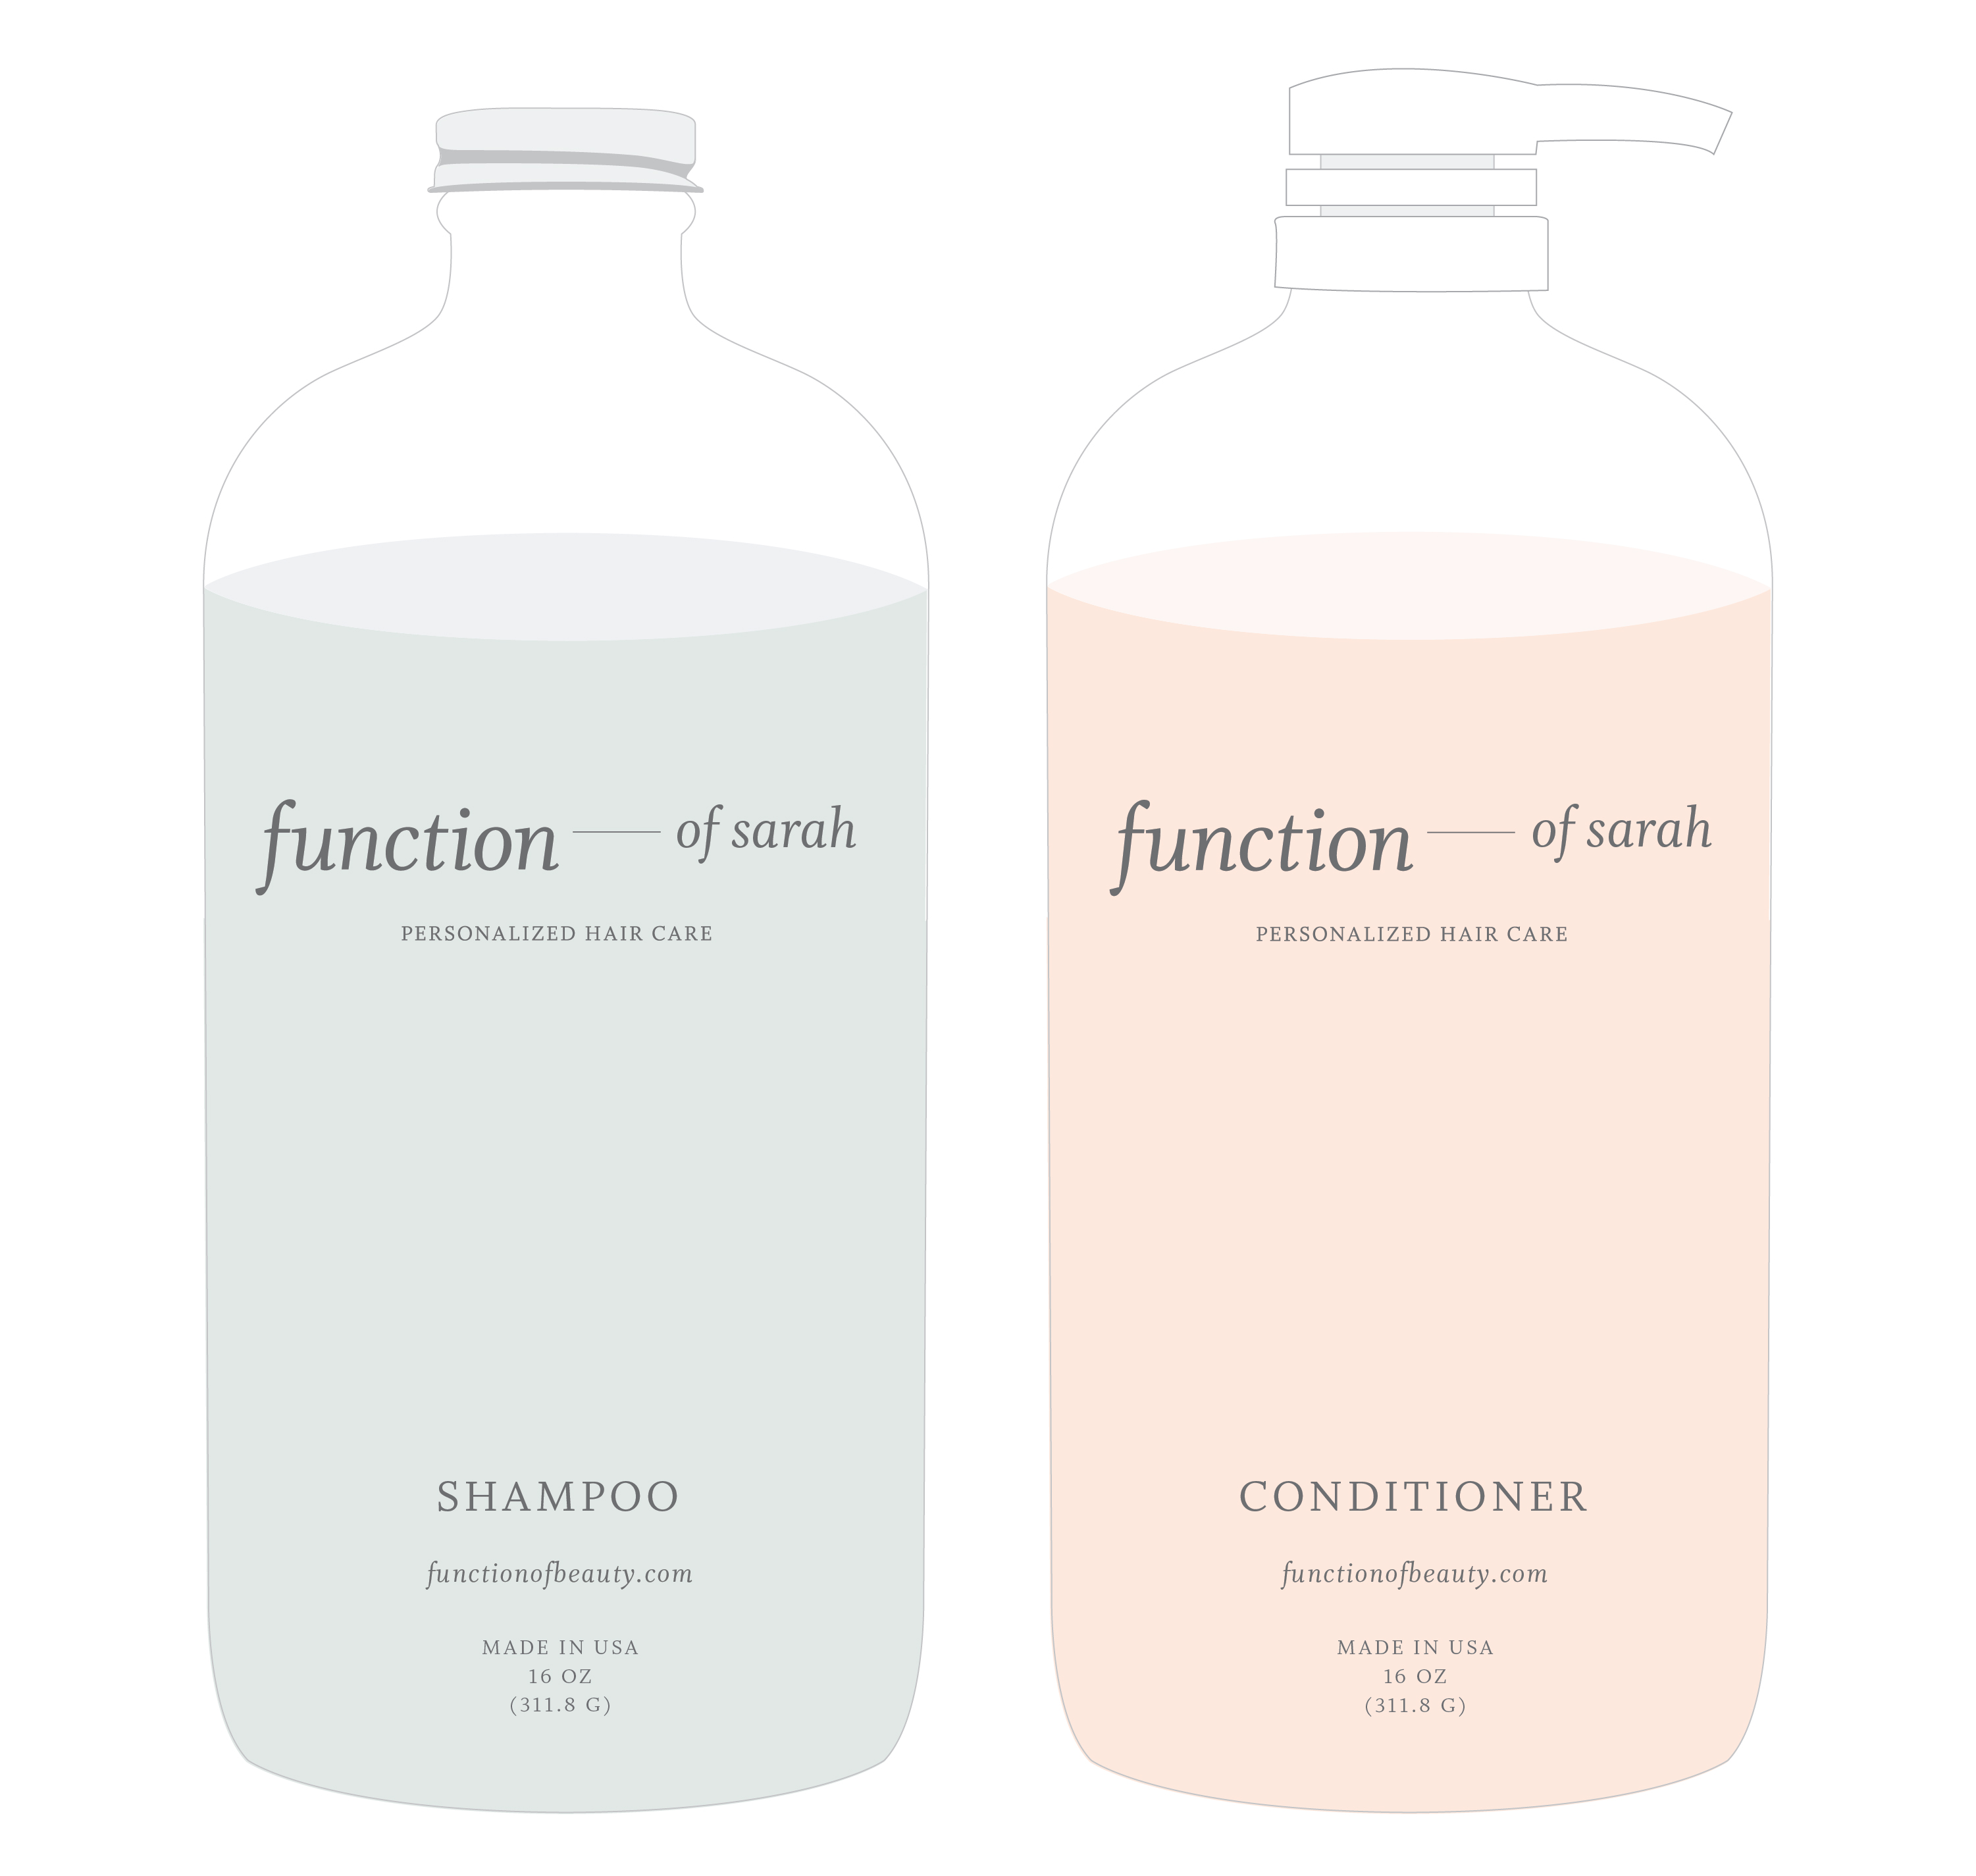 function — of sarah
PERSONALIZED HAIR CARE
SHAMPOO
functionofbeauty.com
MADE IN USA
16 OZ
(311.8 G)
function — of sarah
PERSONALIZED HAIR CARE
CONDITIONER
functionofbeauty.com
MADE IN USA
16 OZ
(311.8 G)